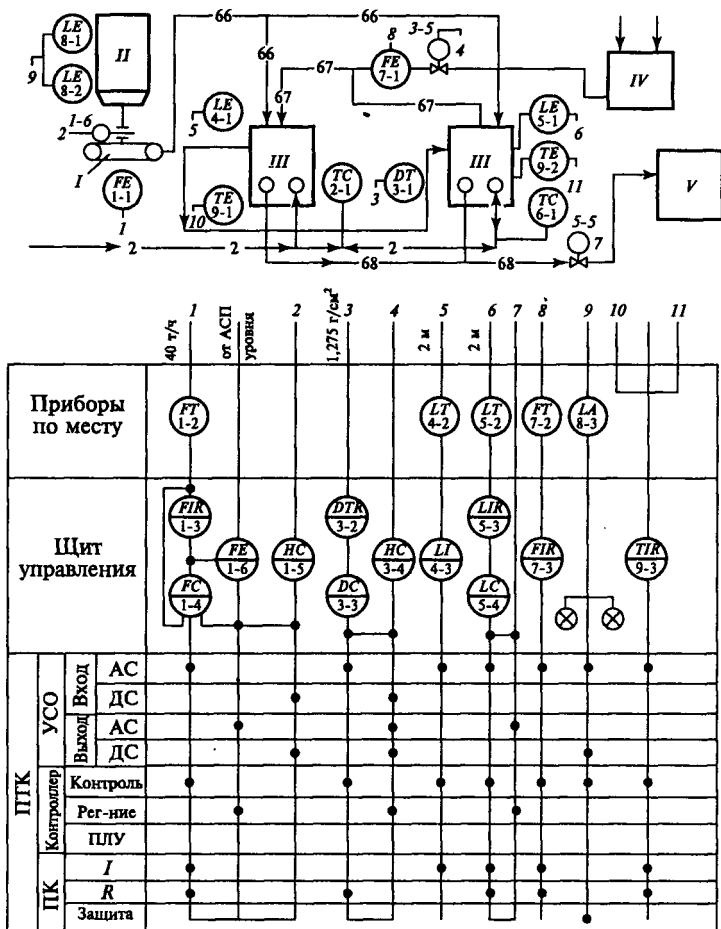 LE 8-1
II
9
LE 8-2
1-6
2
I
FE 1-1
1
66
66
3-5
8
4
FE 7-1
67
67
67
IV
LE 4-1
5
III
TC 2-1
DT 3-1
3
III
LE 5-1
6
TE 9-2
11
TC 6-1
V
TE 9-1
10
5-5
7
2
2
2
68
68
1
2
3
4
5
6
7
8
9
10
11
40 т/ч
от АСП уровня
1,275 г/см²
2 м
2 м
Приборы по месту
FT 1-2
LT 4-2
LT 5-2
FT 7-2
LA 8-3
Щит управления
FIR 1-3
DTR 3-2
LIR 5-3
FE 1-6
HC 1-5
HC 3-4
LI 4-3
FIR 7-3
TIR 9-3
FC 1-4
DC 3-3
LC 5-4
ПТК
УСО
Вход
АС
ДС
Выход
АС
ДС
Контроллер
Контроль
Рег-ние
ПЛУ
ПК
I
R
Защита